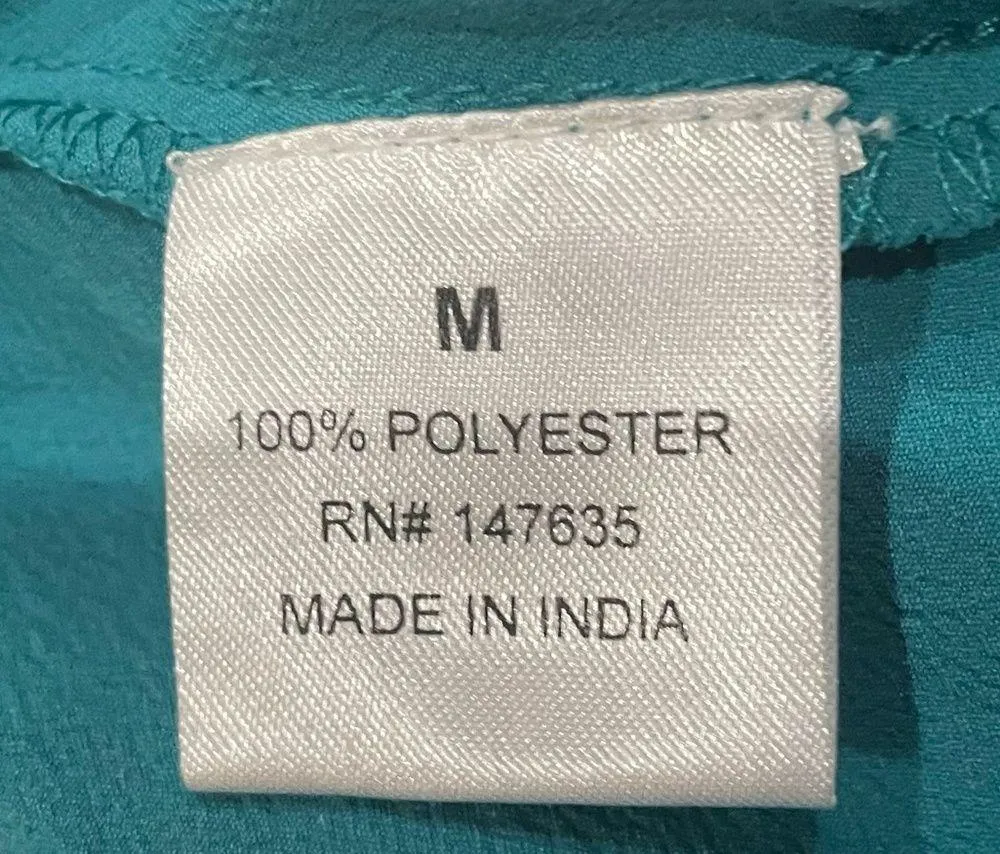 M
100% POLYESTER
RN# 147635
MADE IN INDIA